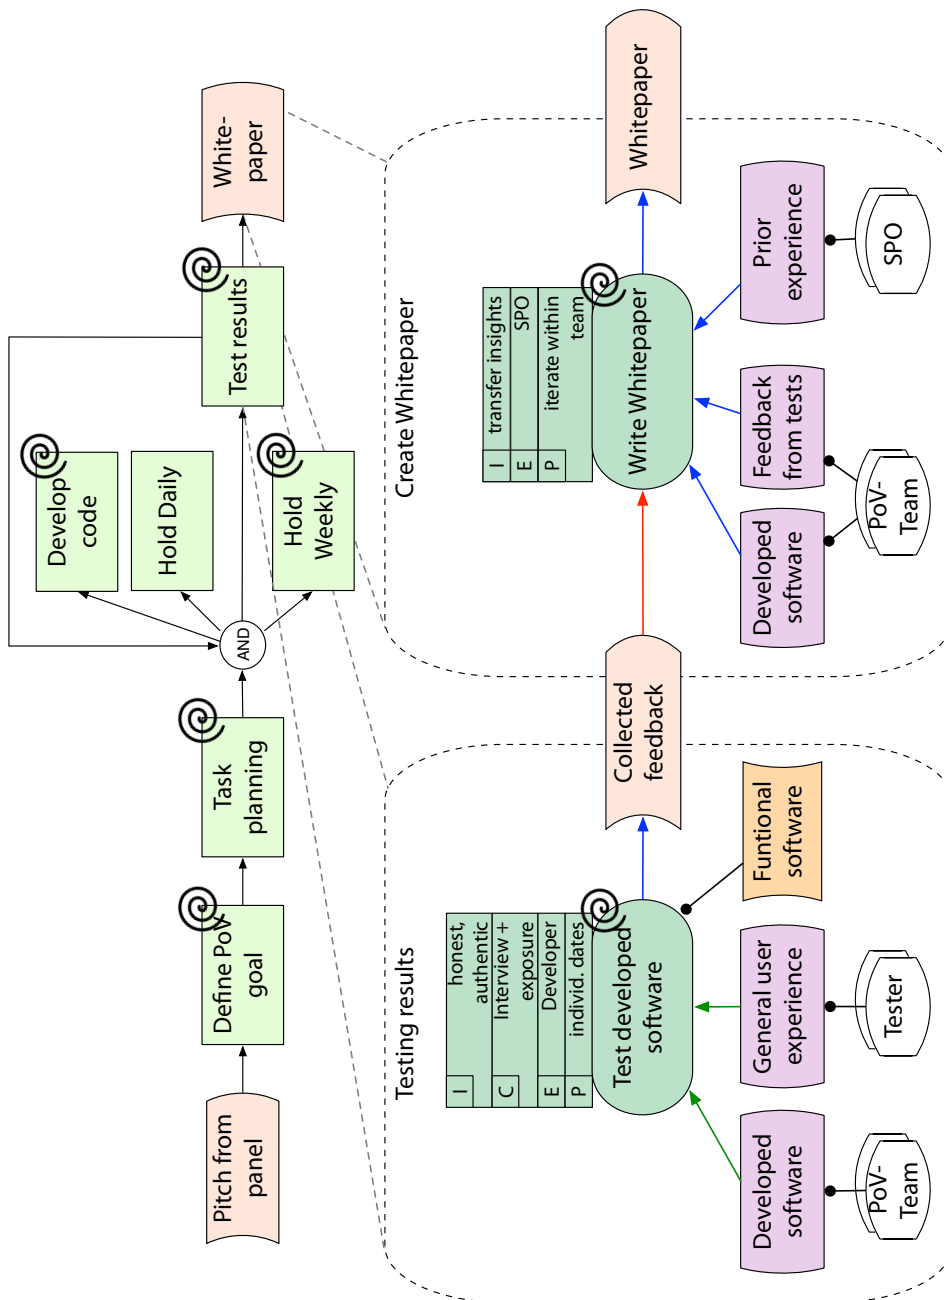 Pitch from
panel
Define PoV
goal
Task
planning
AND
Develop
code
Hold Daily
Hold
Weekly
Test results
White-
paper
Testing results
I
honest,
authentic
C
Interview +
exposure
E
Developer
P
individ. dates
Test developed
software
Developed
software
PoV-
Team
General user
experience
Tester
Funtional
software
Collected
feedback
Create Whitepaper
I
transfer insights
E
SPO
P
iterate within
team
Write Whitepaper
Developed
software
Feedback
from tests
PoV-
Team
Prior
experience
SPO
Whitepaper